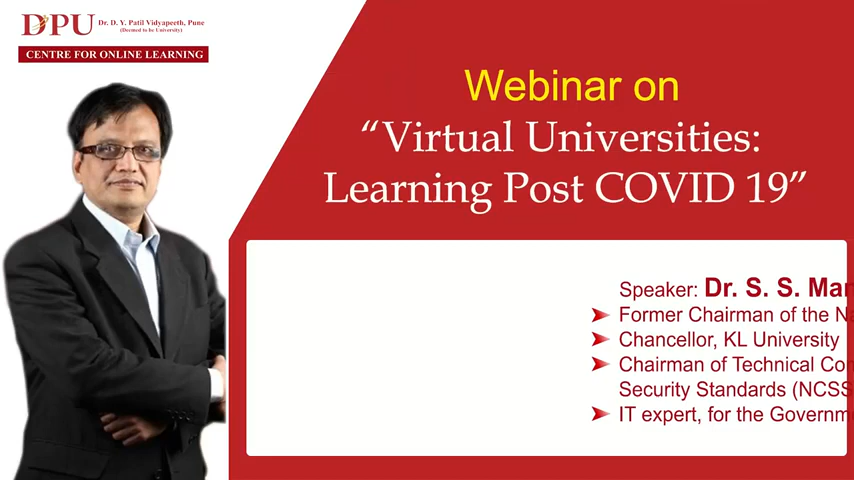 DPU
Dr. D. Y. Patil Vidyapeeth, Pune
(Deemed to be University)
CENTRE FOR ONLINE LEARNING
Webinar on
“Virtual Universities:
Learning Post COVID 19”
Speaker: Dr. S. S.
Former Chairman of the
Chancellor, KL University
Chairman of Technical
Security Standards (NCSS
IT expert, for the